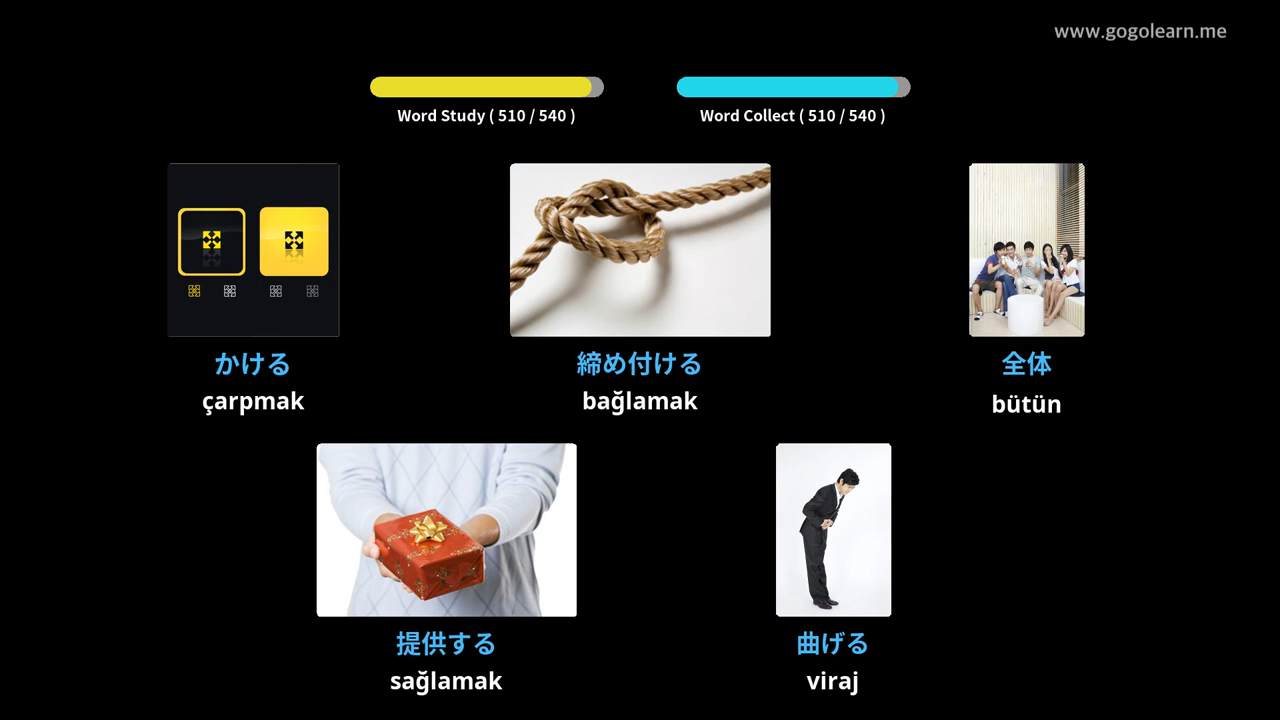 www.gogolearn.me
Word Study ( 510 / 540 )
Word Collect ( 510 / 540 )
かける
çarpmak
締め付ける
bağlamak
全体
bütün
提供する
sağlamak
曲げる
viraj